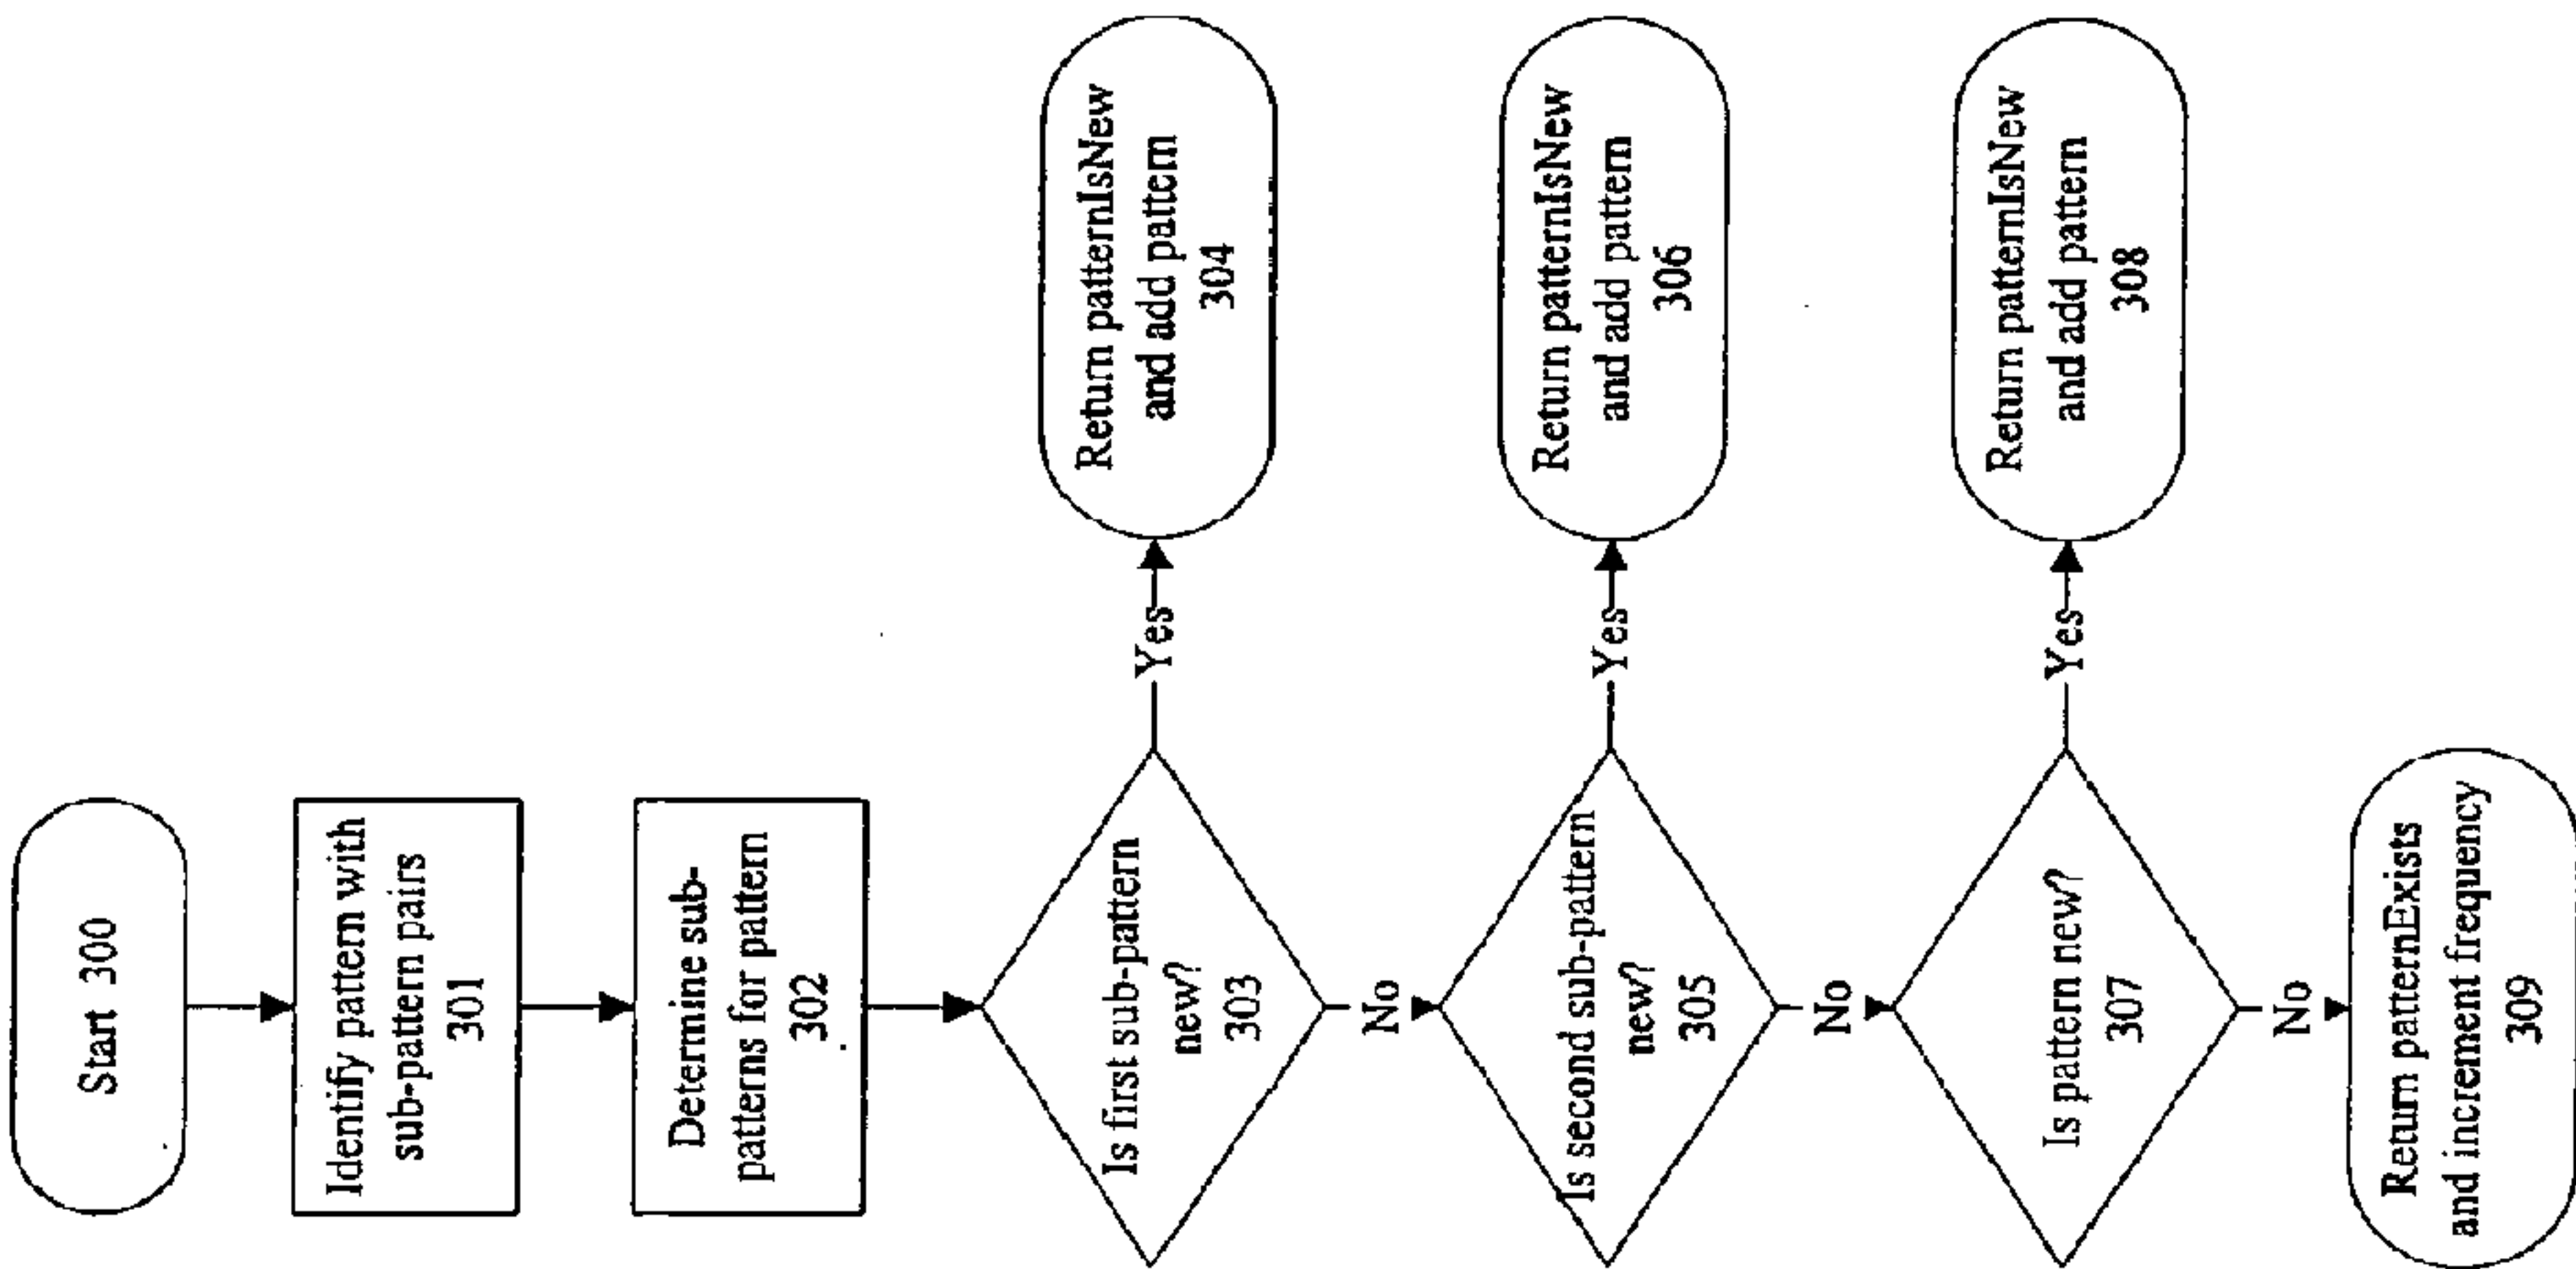 Start 300
Identify pattern with
sub-pattern pairs
301
Determine sub-
patterns for pattern
302
Is first sub-pattern
new?
303
Yes
Return patternIsNew
and add pattern
304
No
Is second sub-pattern
new?
305
Yes
Return patternIsNew
and add pattern
306
No
Is pattern new?
307
Yes
Return patternIsNew
and add pattern
308
No
Return patternExists
and increment frequency
309